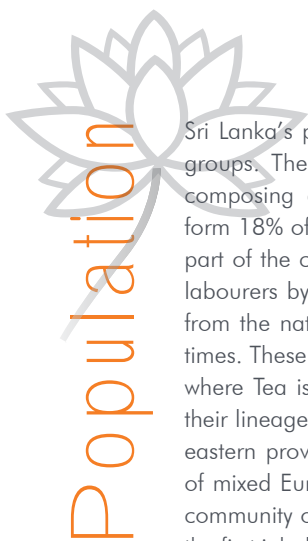 Population
Sri Lanka's p
groups. The
composing
form 18% of
part of the c
labourers by
from the nat
times. These
where Tea is
their lineage
eastern prov
of mixed Eur
community c